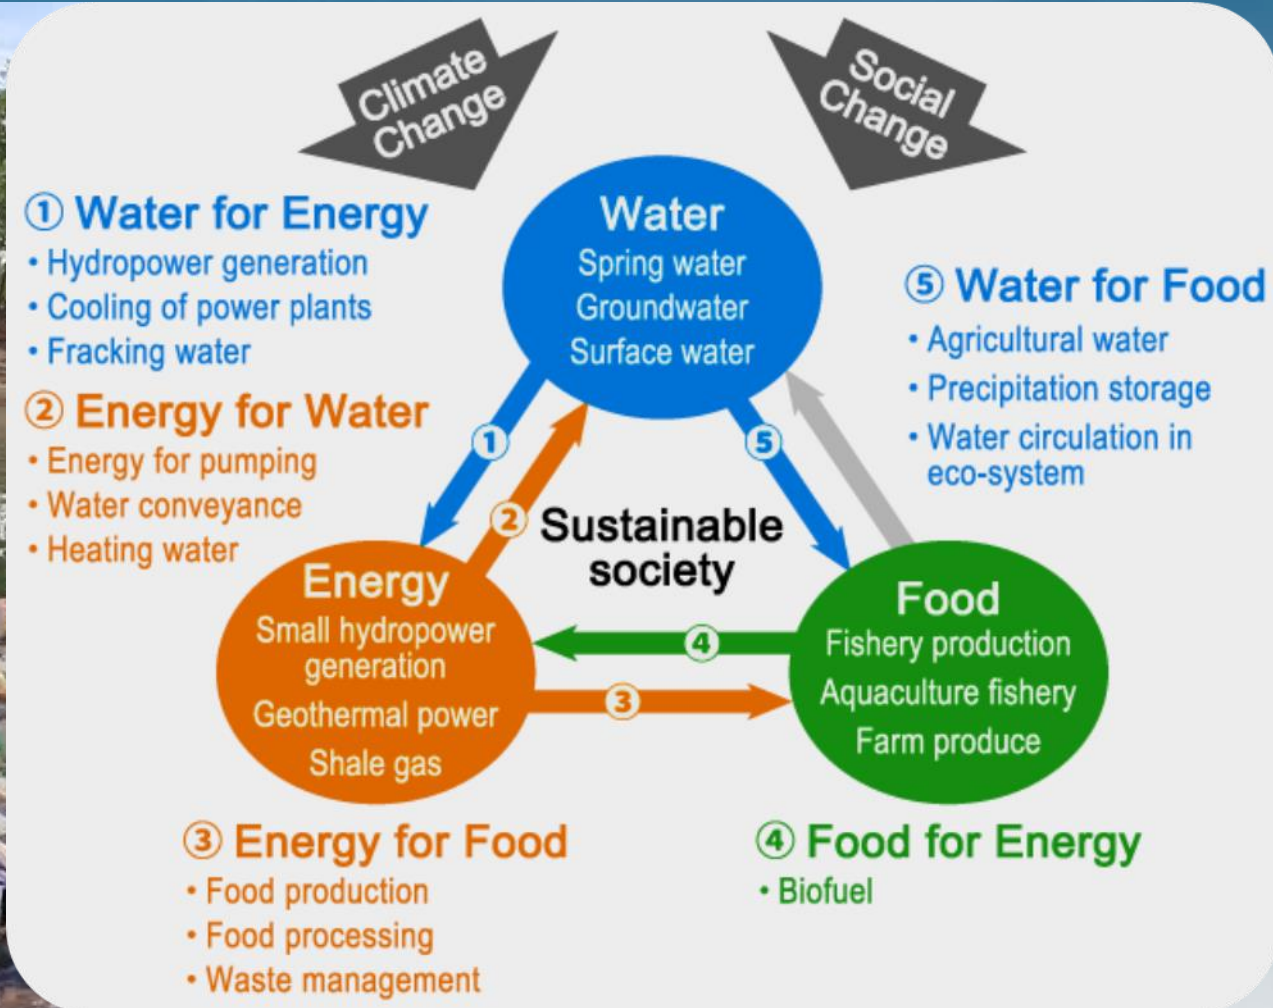 Climate
Change
Social
Change
① Water for Energy
• Hydropower generation
• Cooling of power plants
• Fracking water
② Energy for Water
• Energy for pumping
• Water conveyance
• Heating water
Water
Spring water
Groundwater
Surface water
⑤ Water for Food
• Agricultural water
• Precipitation storage
• Water circulation in
eco-system
1
2
5
Sustainable
society
4
3
Energy
Small hydropower
generation
Geothermal power
Shale gas
Food
Fishery production
Aquaculture fishery
Farm produce
③ Energy for Food
• Food production
• Food processing
• Waste management
④ Food for Energy
• Biofuel